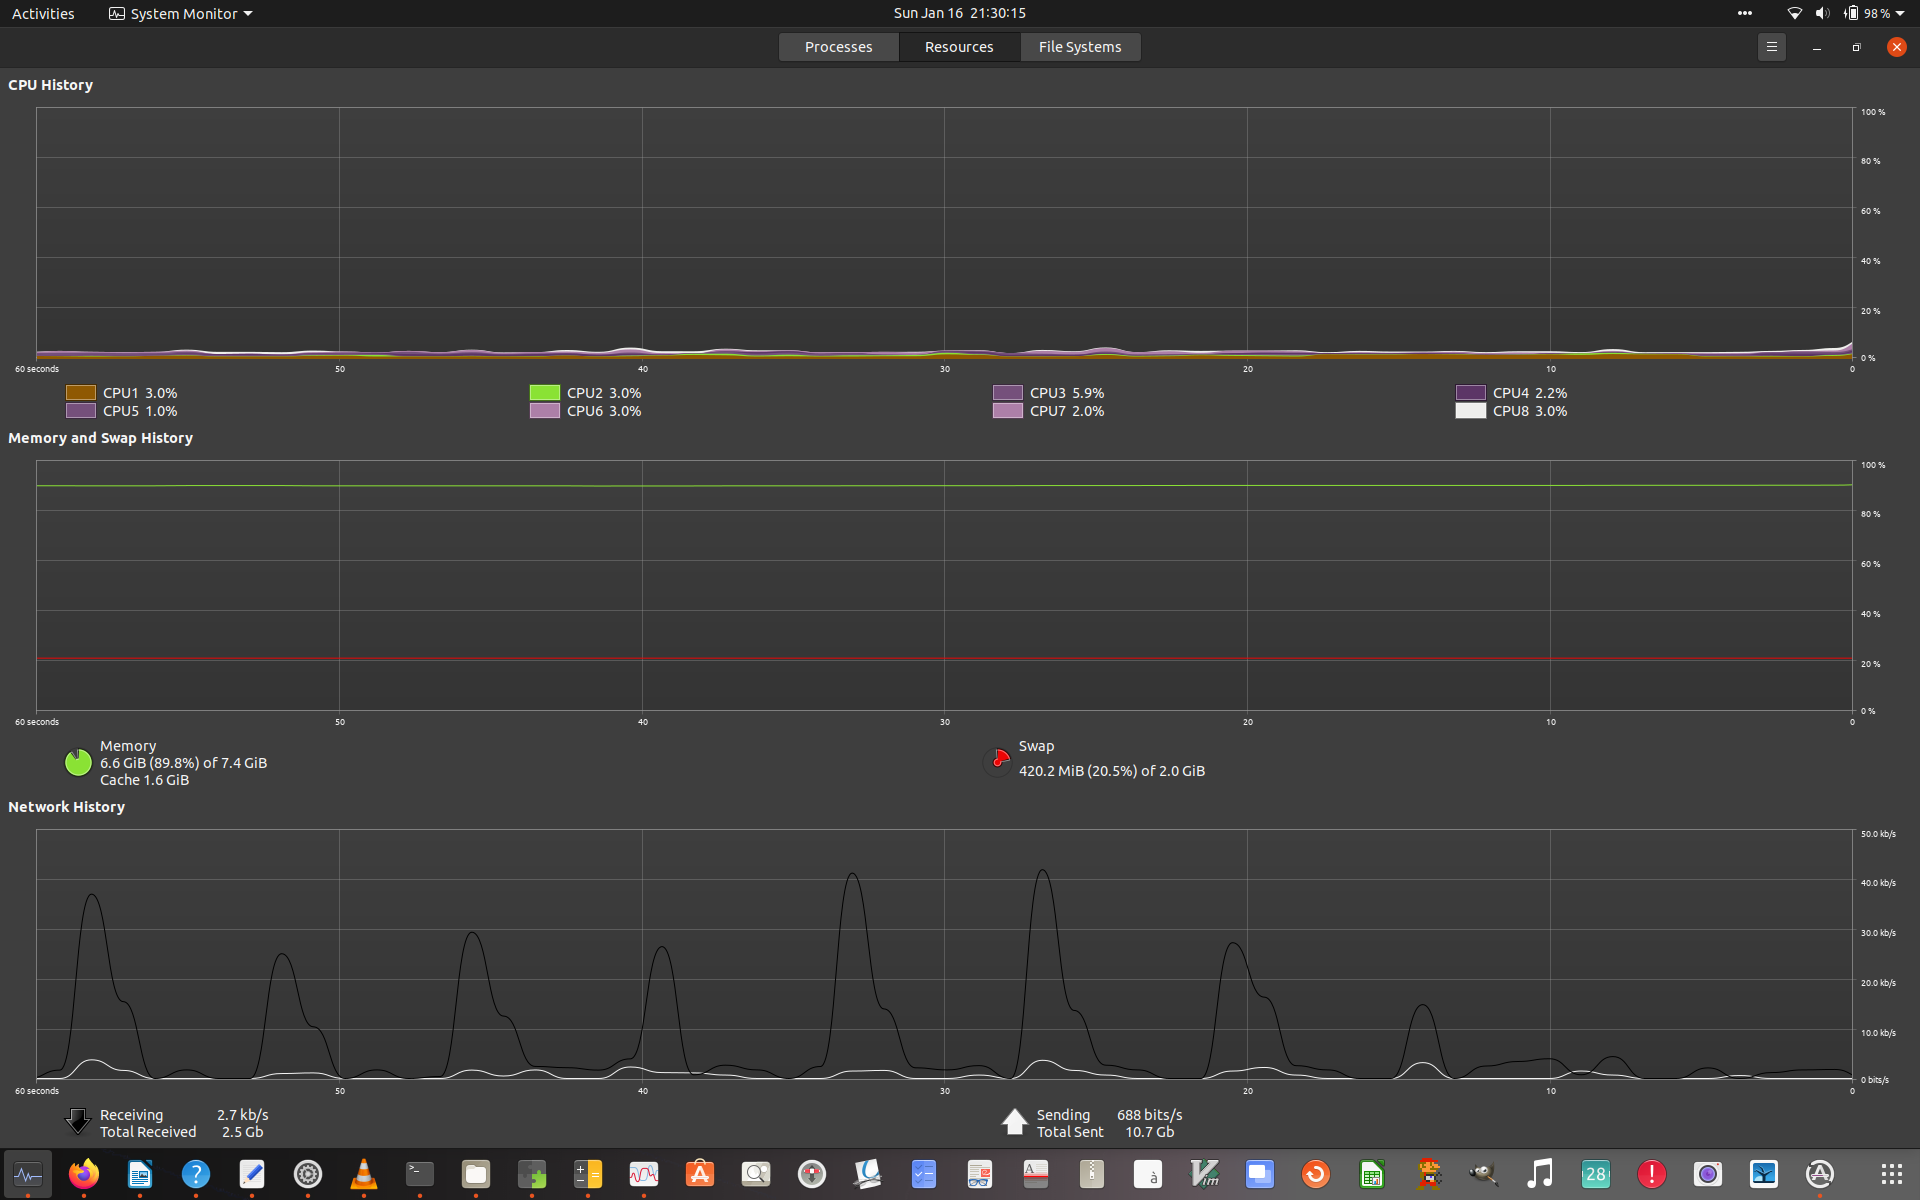 Activities System Monitor Sun Jan 16 21:30:15 98 %
Processes Resources File Systems
CPU History
100 %
80 %
60 %
40 %
20 %
0 %
60 seconds 50 40 30 20 10 0
CPU1 3.0% CPU2 3.0% CPU3 5.9% CPU4 2.2%
CPU5 1.0% CPU6 3.0% CPU7 2.0% CPU8 3.0%
Memory and Swap History
100 %
80 %
60 %
40 %
20 %
0 %
60 seconds 50 40 30 20 10 0
Memory
6.6 GiB (89.8%) of 7.4 GiB
Cache 1.6 GiB
Swap
420.2 MiB (20.5%) of 2.0 GiB
Network History
50.0 kb/s
40.0 kb/s
30.0 kb/s
20.0 kb/s
10.0 kb/s
0 bits/s
60 seconds 50 40 30 20 10 0
Receiving 2.7 kb/s
Total Received 2.5 Gb
Sending 688 bits/s
Total Sent 10.7 Gb
? >_ A à Vim 28 !